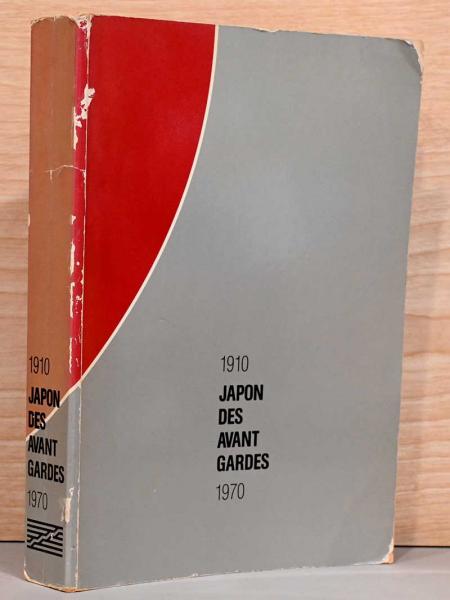 1910
JAPON
DES
AVANT
GARDES
1970
1910
JAPON
DES
AVANT
GARDES
1970